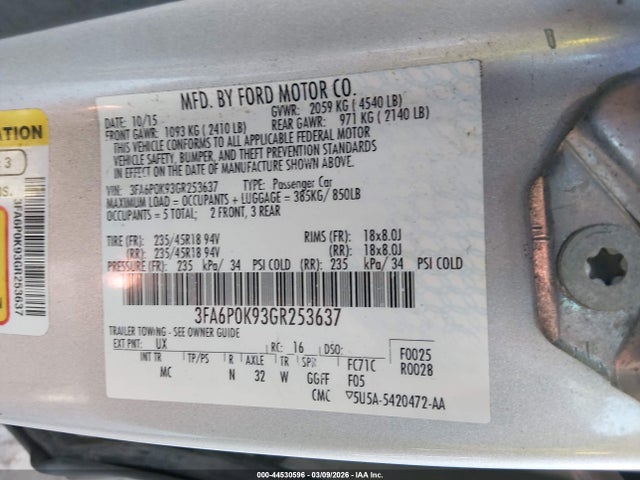 MFD. BY FORD MOTOR CO.
DATE: 10/15 GVWR: 2059 KG ( 4540 LB)
FRONT GAWR: 1093 KG ( 2410 LB) REAR GAWR: 971 KG ( 2140 LB)
THIS VEHICLE CONFORMS TO ALL APPLICABLE FEDERAL MOTOR
VEHICLE SAFETY, BUMPER, AND THEFT PREVENTION STANDARDS
IN EFFECT ON THE DATE OF MANUFACTURE SHOWN ABOVE.
VIN: 3FA6P0K93GR253637 TYPE: Passenger Car
MAXIMUM LOAD = OCCUPANTS + LUGGAGE = 385KG/ 850LB
OCCUPANTS = 5 TOTAL; 2 FRONT, 3 REAR
TIRE (FR): 235/45R18 94V RIMS (FR): 18x8.0J
(RR): 235/45R18 94V (RR): 18x8.0J
PRESSURE (FR): 235 kPa/ 34 PSI COLD (RR): 235 kPa/ 34 PSI COLD
3FA6P0K93GR253637
TRAILER TOWING - SEE OWNER GUIDE
EXT PNT: UX RC: 16 DSO: F0025
INT TR TP/PS R AXLE TR SPR FC71C R0028
MC N 32 W GGFF F05
CMC 5U5A-5420472-AA
ATION
3
NS.
3FA6P0K93GR253637
44530596 - 03/09/2026 - IAA Inc.